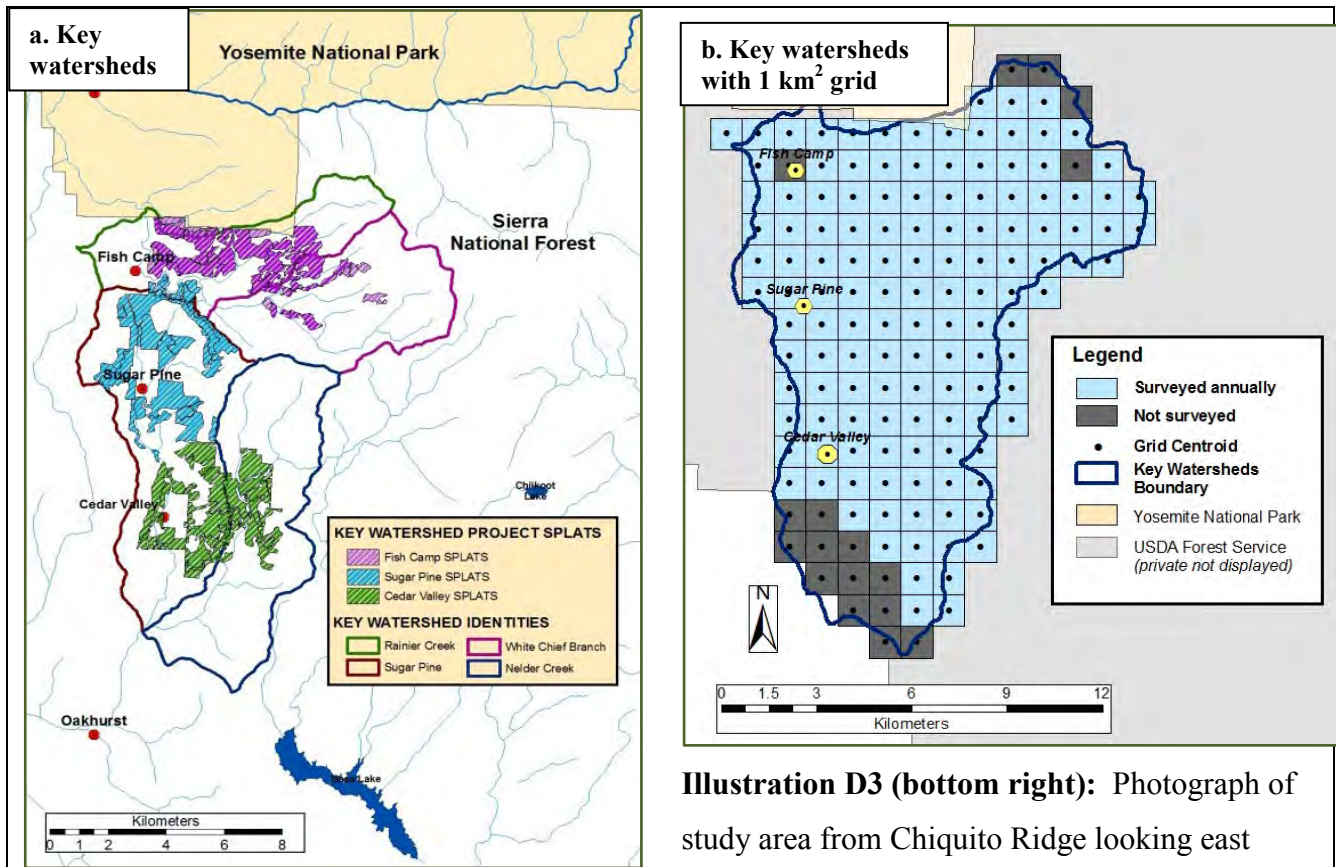 a. Key
watersheds
Yosemite National Park
Sierra
National Forest
Fish Camp
Sugar Pine
Cedar Valley
Chilkoot
Lake
Oakhurst
Bass Lake
KEY WATERSHED PROJECT SPLATS
Fish Camp SPLATS
Sugar Pine SPLATS
Cedar Valley SPLATS
KEY WATERSHED IDENTITIES
Rainier Creek
White Chief Branch
Sugar Pine
Nelder Creek
Kilometers
0 1 2 4 6 8
b. Key watersheds
with 1 km² grid
Fish Camp
Sugar Pine
Cedar Valley
Legend
Surveyed annually
Not surveyed
Grid Centroid
Key Watersheds
Boundary
Yosemite National Park
USDA Forest Service
(private not displayed)
N
0 1.5 3 6 9 12
Kilometers
Illustration D3 (bottom right): Photograph of
study area from Chiquito Ridge looking east